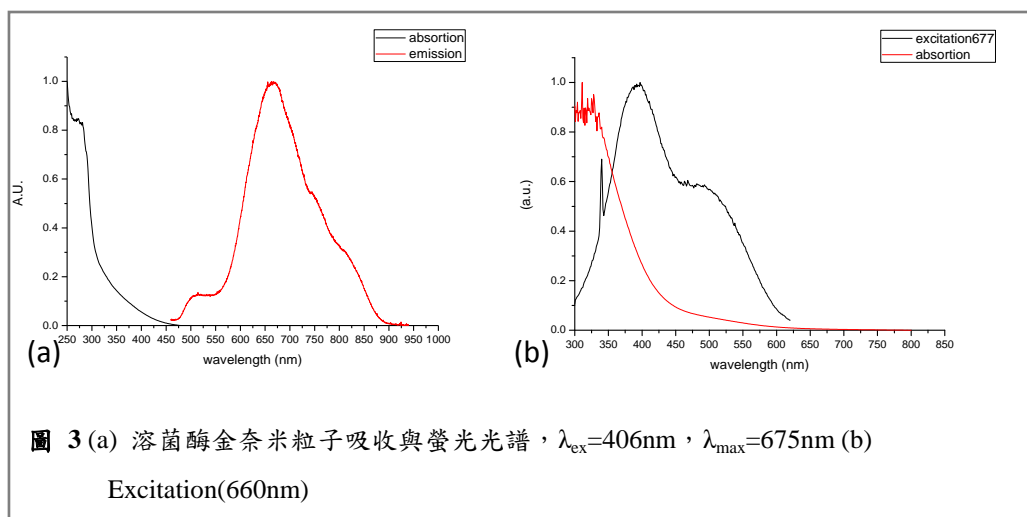 absortion
emission
1.0
0.8
0.6
0.4
0.2
0.0
A.U.
250 300 350 400 450 500 550 600 650 700 750 800 850 900 950 1000
wavelength (nm)
(a)
excitation677
absortion
1.0
0.8
0.6
0.4
0.2
0.0
(a.u.)
300 350 400 450 500 550 600 650 700 750 800 850
wavelength (nm)
(b)
圖 3 (a) 溶菌酶金奈米粒子吸收與螢光光譜，λex=406nm，λmax=675nm (b)
Excitation(660nm)